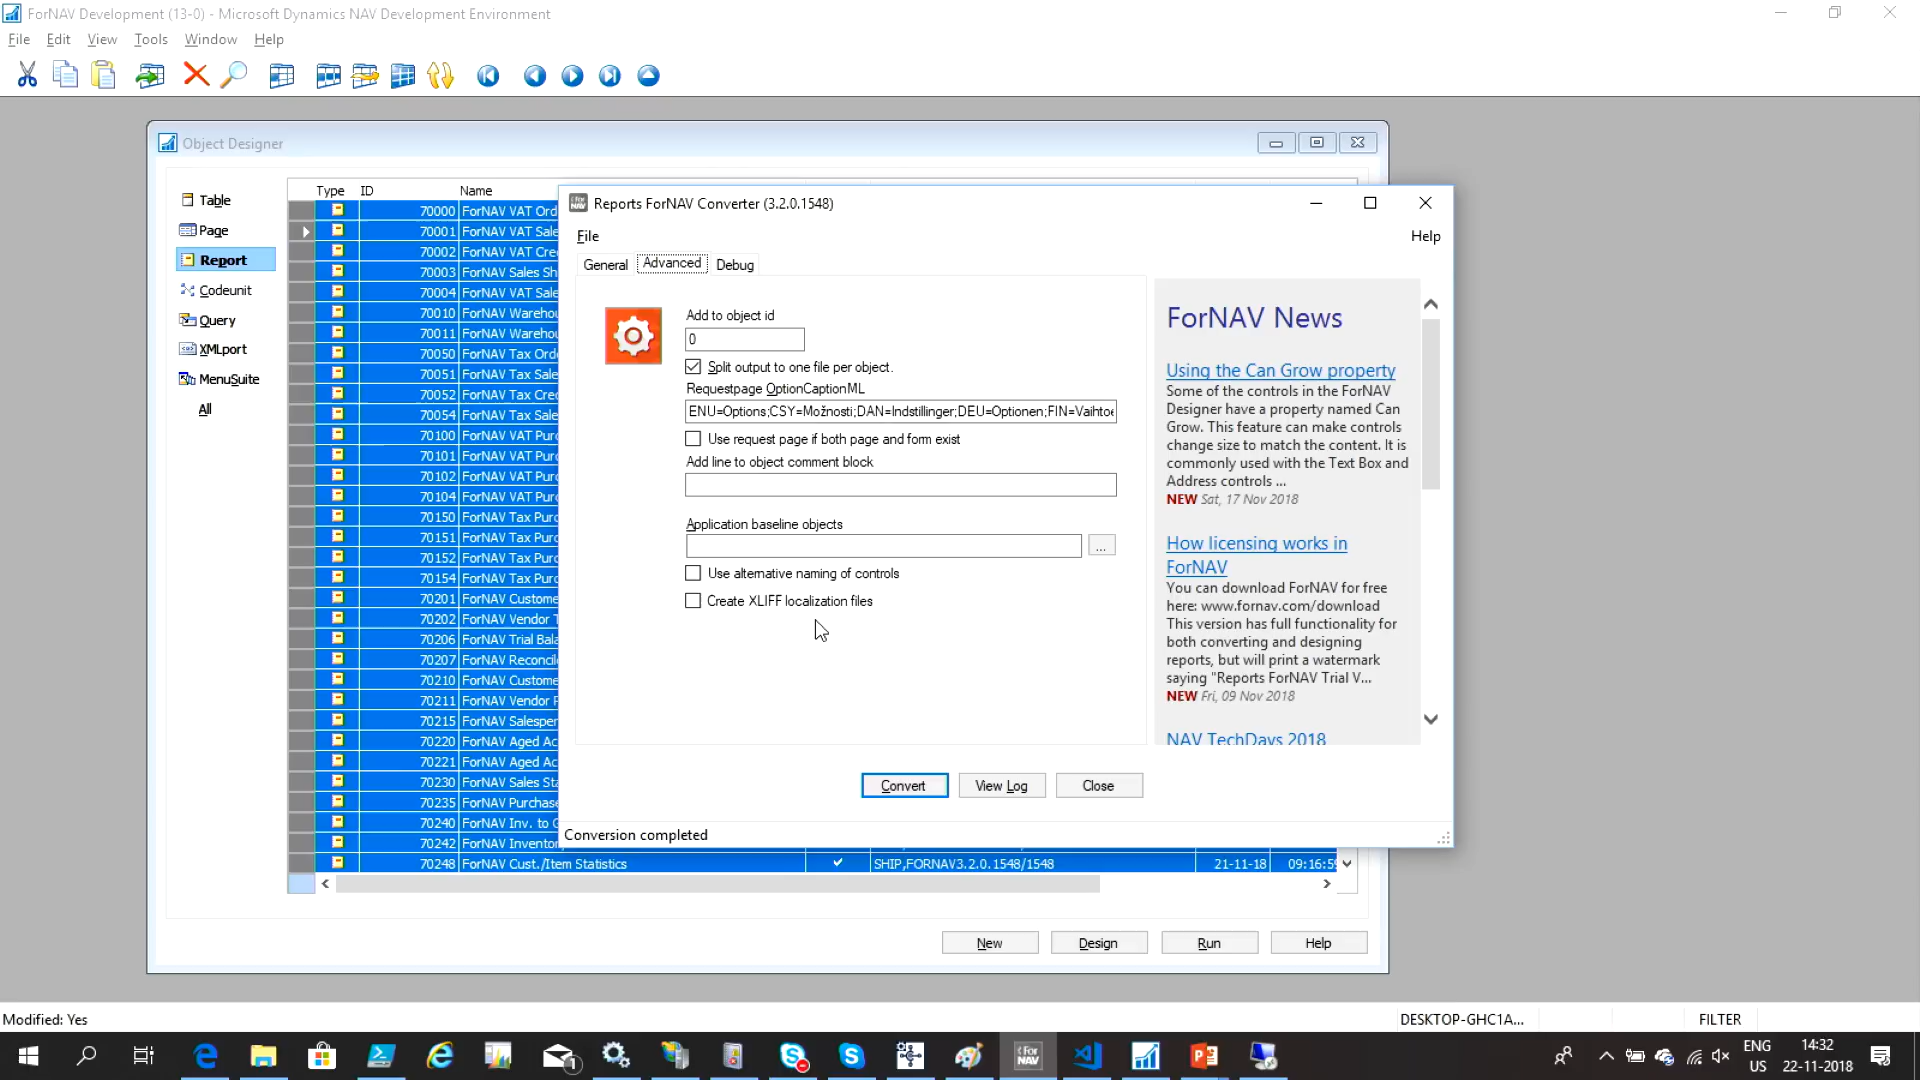 ForNAV Development (13-0) - Microsoft Dynamics NAV Development Environment
File Edit View Tools Window Help
Object Designer
Table
Page
Report
Codeunit
Query
XMLport
MenuSuite
All
Type ID Name
70000 ForNAV VAT Ord
70001 ForNAV VAT Sale
70002 ForNAV VAT Cre
70003 ForNAV Sales Sh
70004 ForNAV VAT Sale
70010 ForNAV Warehou
70011 ForNAV Warehou
70050 ForNAV Tax Ord
70051 ForNAV Tax Sale
70052 ForNAV Tax Cre
70054 ForNAV Tax Sale
70100 ForNAV VAT Purc
70101 ForNAV VAT Purc
70102 ForNAV VAT Purc
70104 ForNAV VAT Purc
70150 ForNAV Tax Purc
70151 ForNAV Tax Purc
70152 ForNAV Tax Purc
70154 ForNAV Tax Purc
70201 ForNAV Custome
70202 ForNAV Vendor T
70206 ForNAV Trial Bala
70207 ForNAV Reconcil
70210 ForNAV Custome
70211 ForNAV Vendor P
70215 ForNAV Salesper
70220 ForNAV Aged Ac
70221 ForNAV Aged Ac
70230 ForNAV Sales Sta
70235 ForNAV Purchase
70240 ForNAV Inv. to G
70242 ForNAV Inventor
70248 ForNAV Cust./Item Statistics SHIP,FORNAV3.2.0.1548/1548 21-11-18 09:16:59
New Design Run Help
Reports ForNAV Converter (3.2.0.1548)
File Help
General Advanced Debug
Add to object id
0
Split output to one file per object.
Requestpage OptionCaptionML
ENU=Options;CSY=Možnosti;DAN=Indstillinger;DEU=Optionen;FIN=Vaihtoe
Use request page if both page and form exist
Add line to object comment block
Application baseline objects
...
Use alternative naming of controls
Create XLIFF localization files
ForNAV News
Using the Can Grow property
Some of the controls in the ForNAV
Designer have a property named Can
Grow. This feature can make controls
change size to match the content. It is
commonly used with the Text Box and
Address controls ...
NEW Sat, 17 Nov 2018
How licensing works in
ForNAV
You can download ForNAV for free
here: www.fornav.com/download
This version has full functionality for
both converting and designing
reports, but will print a watermark
saying "Reports ForNAV Trial V...
NEW Fri, 09 Nov 2018
NAV TechDays 2018
Convert View Log Close
Conversion completed
Modified: Yes DESKTOP-GHC1A... FILTER
1
For
NAV
ENG
US
14:32
22-11-2018